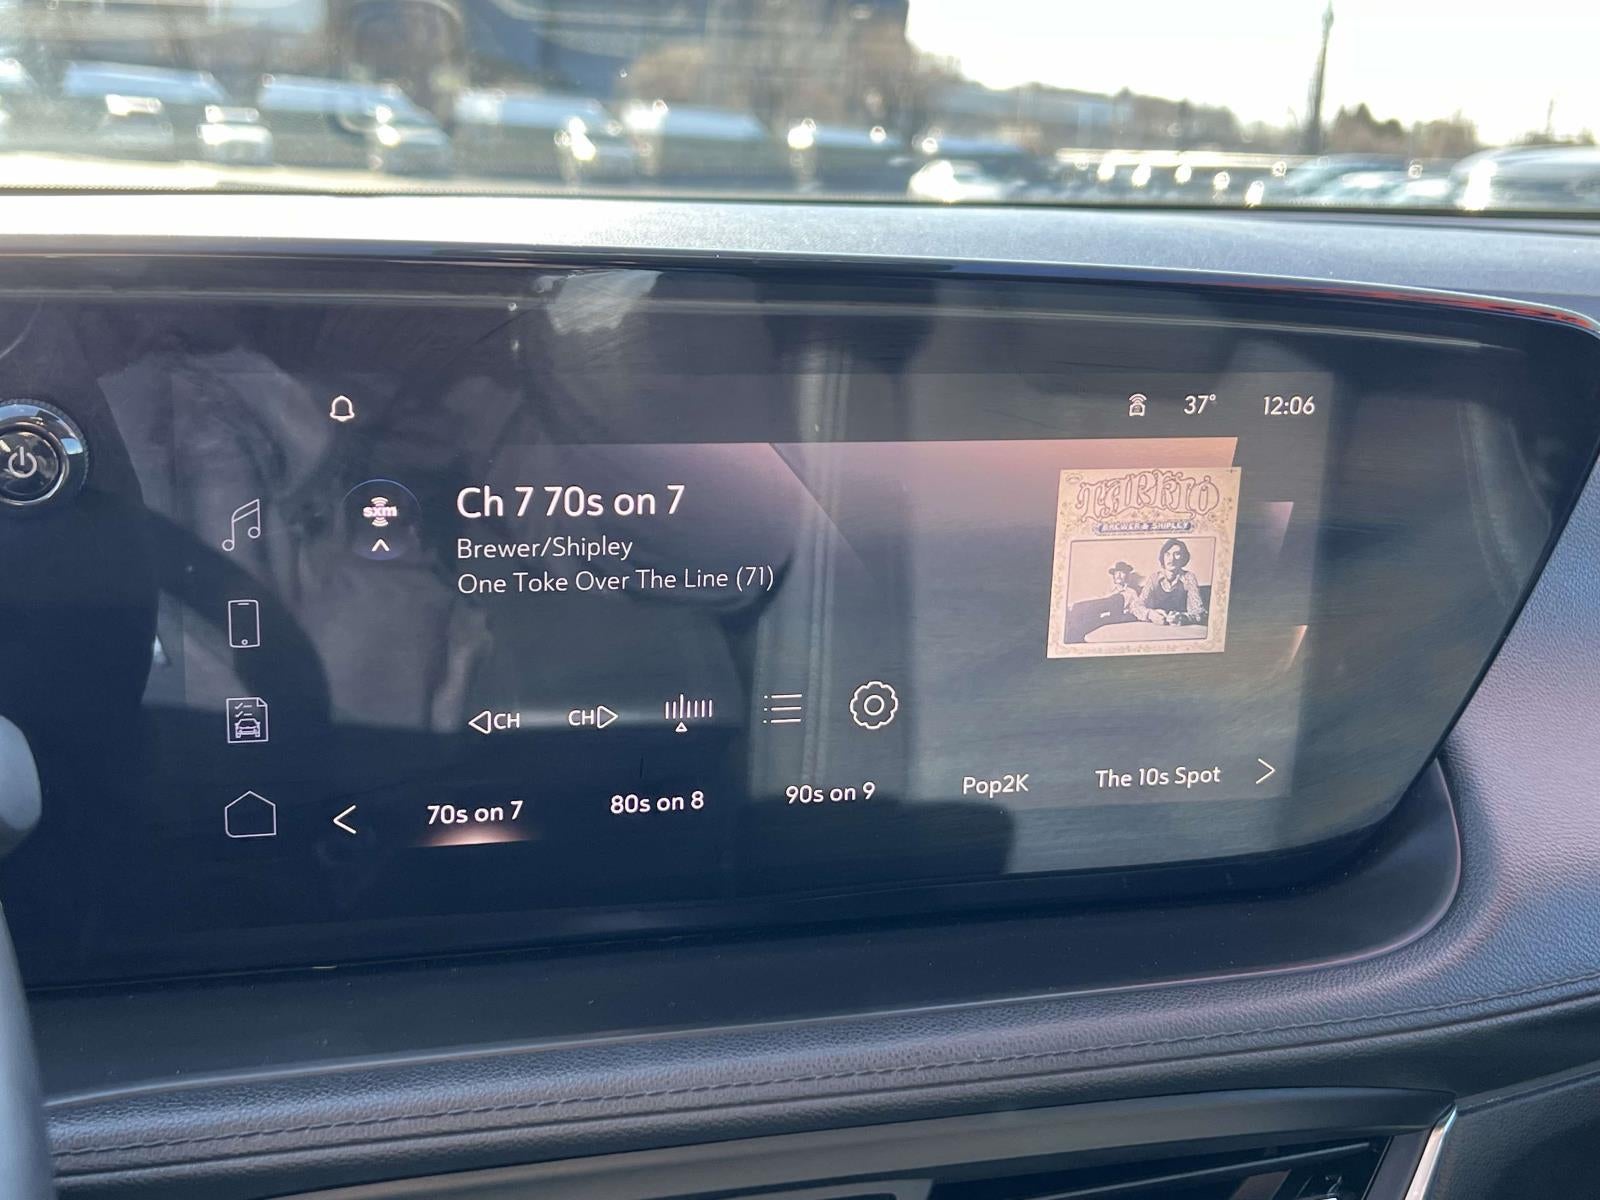 37° 12:06
sxm
Ch 7 70s on 7
Brewer/Shipley
One Toke Over The Line (71)
TARKIO
BREWER & SHIPLEY
CH CH
70s on 7 80s on 8 90s on 9 Pop2K The 10s Spot